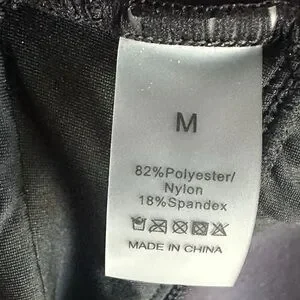 M
82%Polyester/
Nylon
18%Spandex
MADE IN CHINA